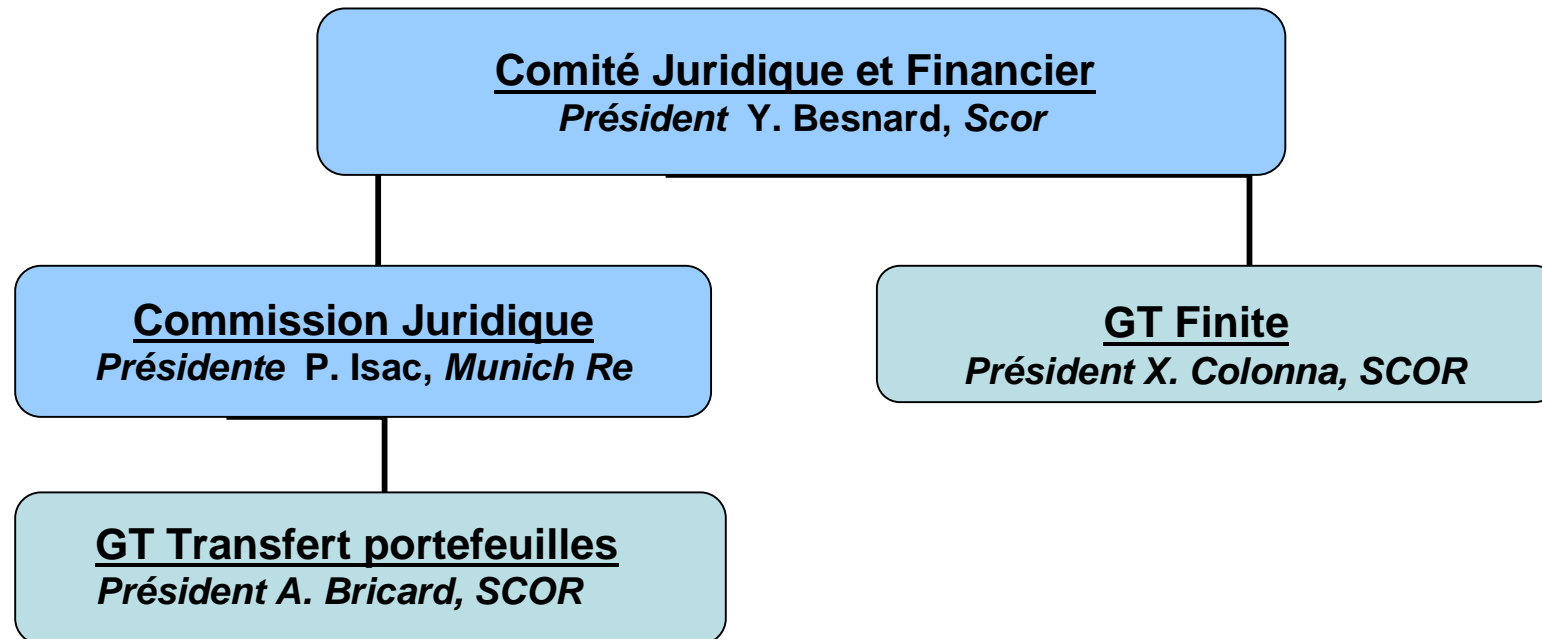 Comité Juridique et Financier
Président Y. Besnard, Scor
Commission Juridique
Présidente P. Isac, Munich Re
GT Finite
Président X. Colonna, SCOR
GT Transfert portefeuilles
Président A. Bricard, SCOR